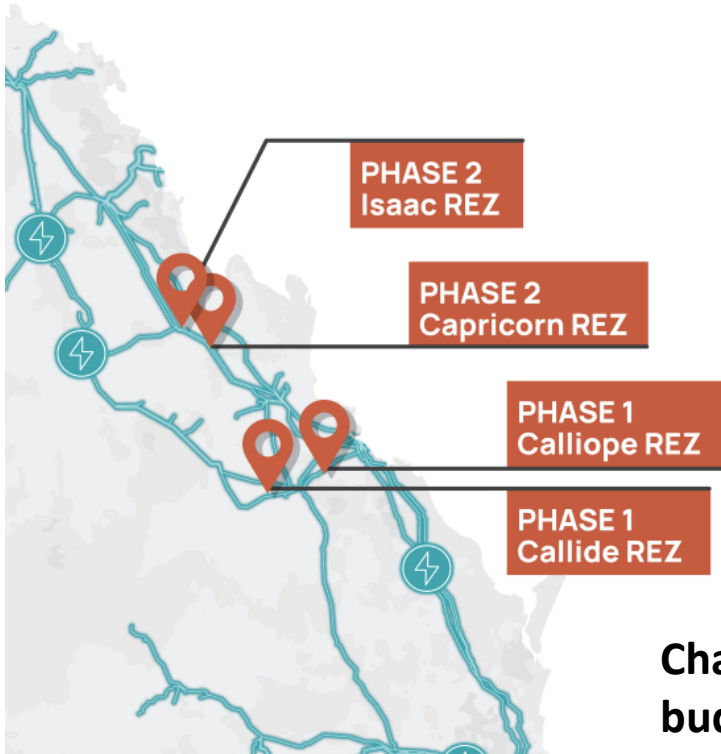 PHASE 2
Isaac REZ
PHASE 2
Capricorn REZ
PHASE 1
Calliope REZ
PHASE 1
Callide REZ